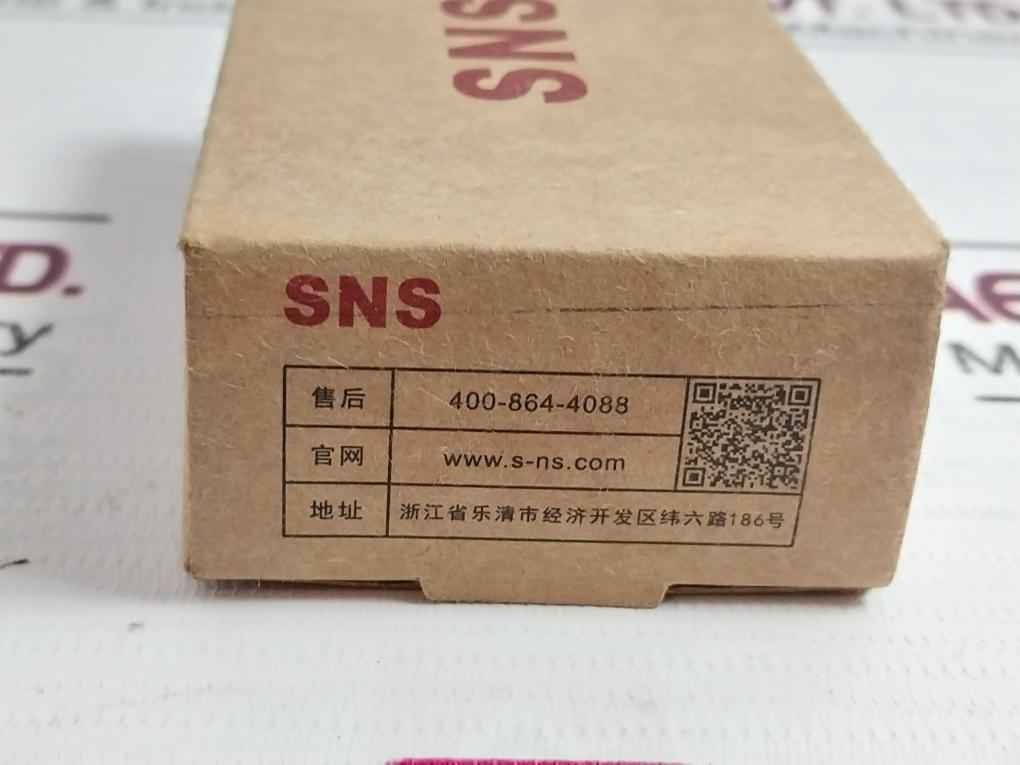 SNS
SNS
售后 400-864-4088
官网 www.s-ns.com
地址 浙江省乐清市经济开发区纬六路186号
D.